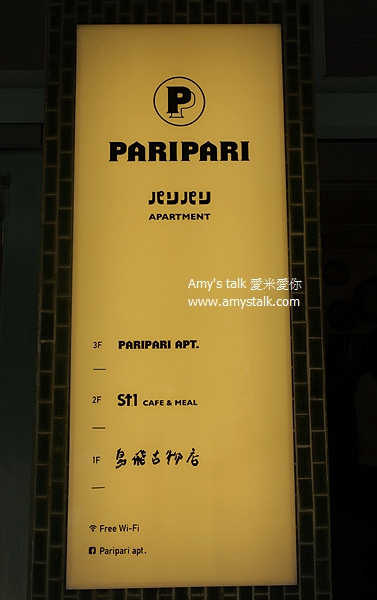 P
PARIPARI
パリパリ
APARTMENT
Amy's talk 愛米愛你
www.amystalk.com
3F PARIPARI APT.
2F St1 CAFE & MEAL
1F 鳥飛古物店
Free Wi-Fi
Paripari apt.